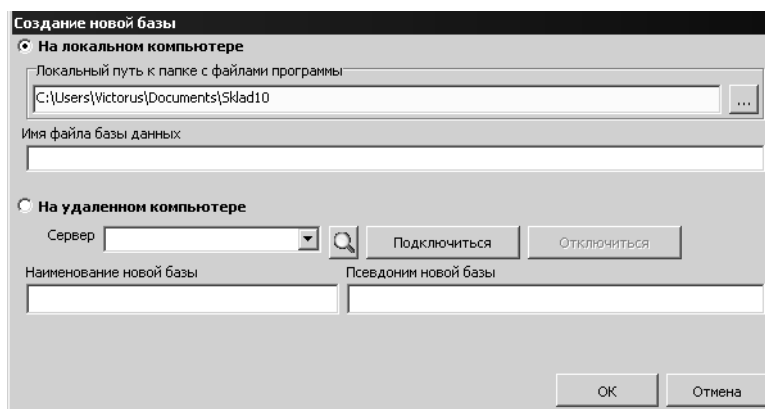 Создание новой базы
На локальном компьютере
Локальный путь к папке с файлами программы
C:\Users\Victorus\Documents\Sklad10
...
Имя файла базы данных
На удаленном компьютере
Сервер Подключиться Отключиться
Наименование новой базы Псевдоним новой базы
ОК Отмена